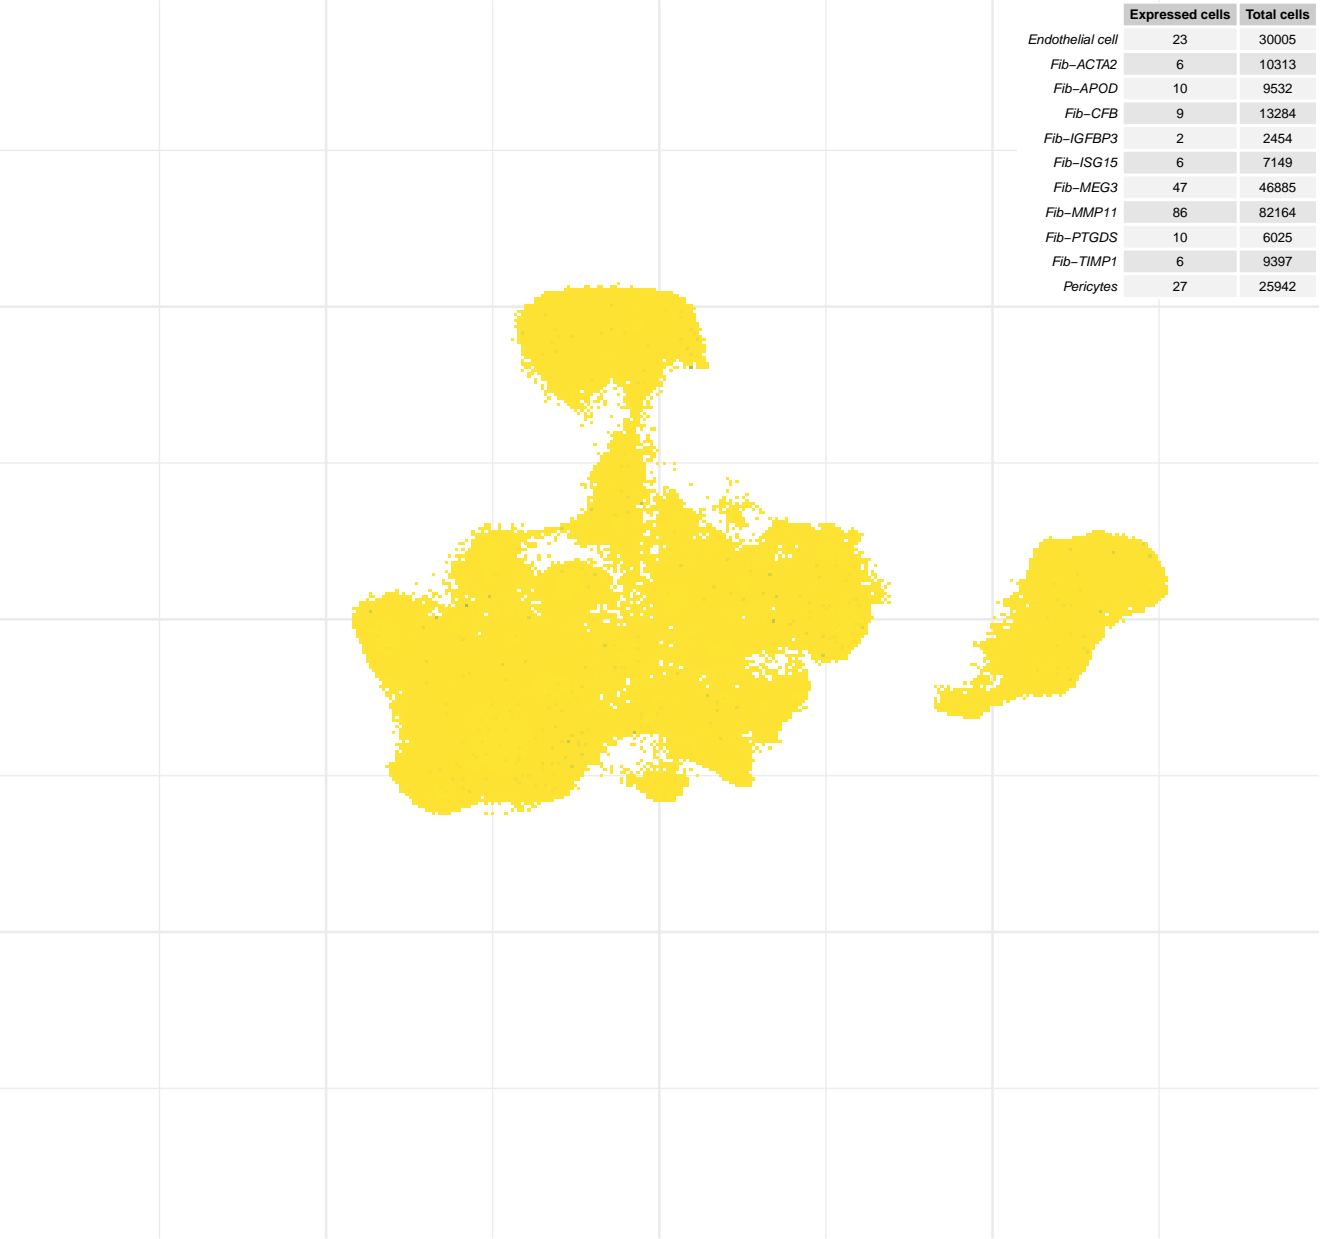 Expressed cells Total cells
Endothelial cell 23 30005
Fib−ACTA2 6 10313
Fib−APOD 10 9532
Fib−CFB 9 13284
Fib−IGFBP3 2 2454
Fib−ISG15 6 7149
Fib−MEG3 47 46885
Fib−MMP11 86 82164
Fib−PTGDS 10 6025
Fib−TIMP1 6 9397
Pericytes 27 25942